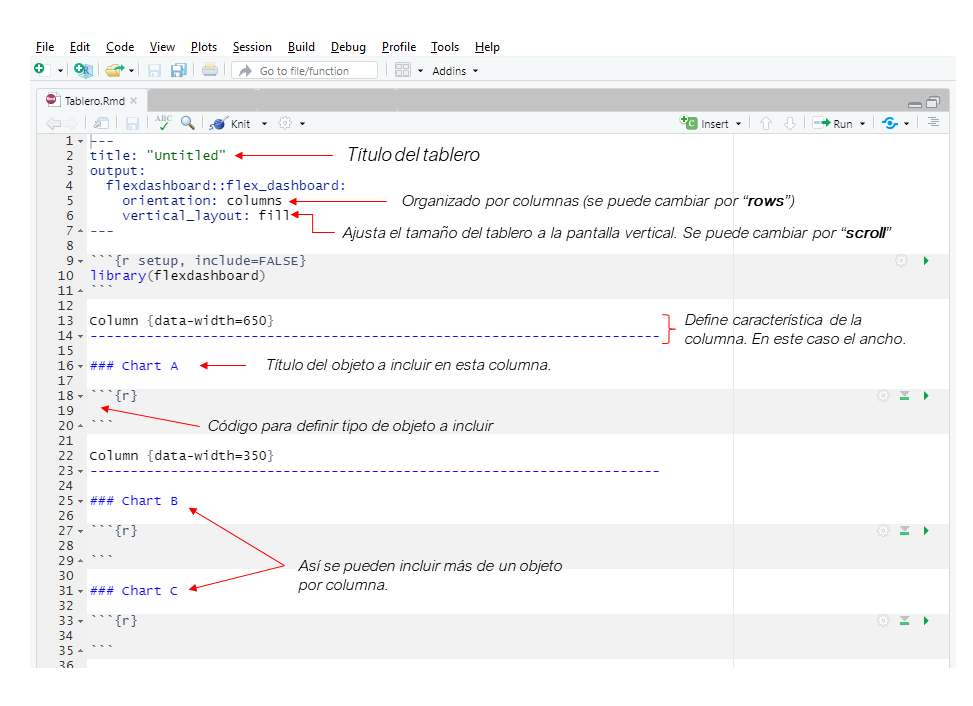 File Edit Code View Plots Session Build Debug Profile Tools Help
Go to file/function Addins
Tablero.Rmd
ABC Knit Insert Run
1 ---
2 title: "Untitled" Título del tablero
3 output:
4 flexdashboard::flex_dashboard:
5 orientation: columns Organizado por columnas (se puede cambiar por “rows”)
6 vertical_layout: fill
Ajusta el tamaño del tablero a la pantalla vertical. Se puede cambiar por “scroll”
7 ---
8
9 ```{r setup, include=FALSE}
10 library(flexdashboard)
11 ```
12
13 Column {data-width=650} Define característica de la
14 ----------------------------------------------------------------------- columna. En este caso el ancho.
15
16 ### Chart A Título del objeto a incluir en esta columna.
17
18 ```{r}
19
20 ``` Código para definir tipo de objeto a incluir
21
22 Column {data-width=350}
23 -----------------------------------------------------------------------
24
25 ### Chart B
26
27 ```{r}
28
29 ```
Así se pueden incluir más de un objeto
30
por columna.
31 ### Chart C
32
33 ```{r}
34
35 ```
36